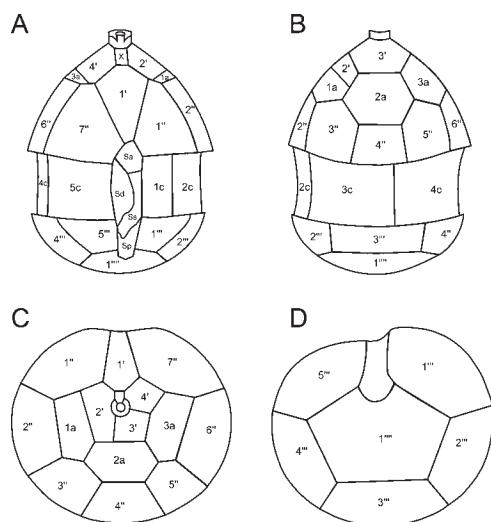 A
4' x 2'
3a 1a
1'
6'' 7'' 1'' 2''
Sa
4c 5c Sd 1c 2c
Ss
4''' 5''' 1''' 2'''
Sp
1''''
B
3'
2'
1a 2a 3a
2'' 3'' 5'' 6''
4''
2c 3c 4c
2''' 3''' 4'''
1''''
C
1'' 1' 7''
4'
2'
1a 3' 3a
2'' 6''
2a
3'' 5''
4''
D
5''' 1'''
1''''
4''' 2'''
3'''